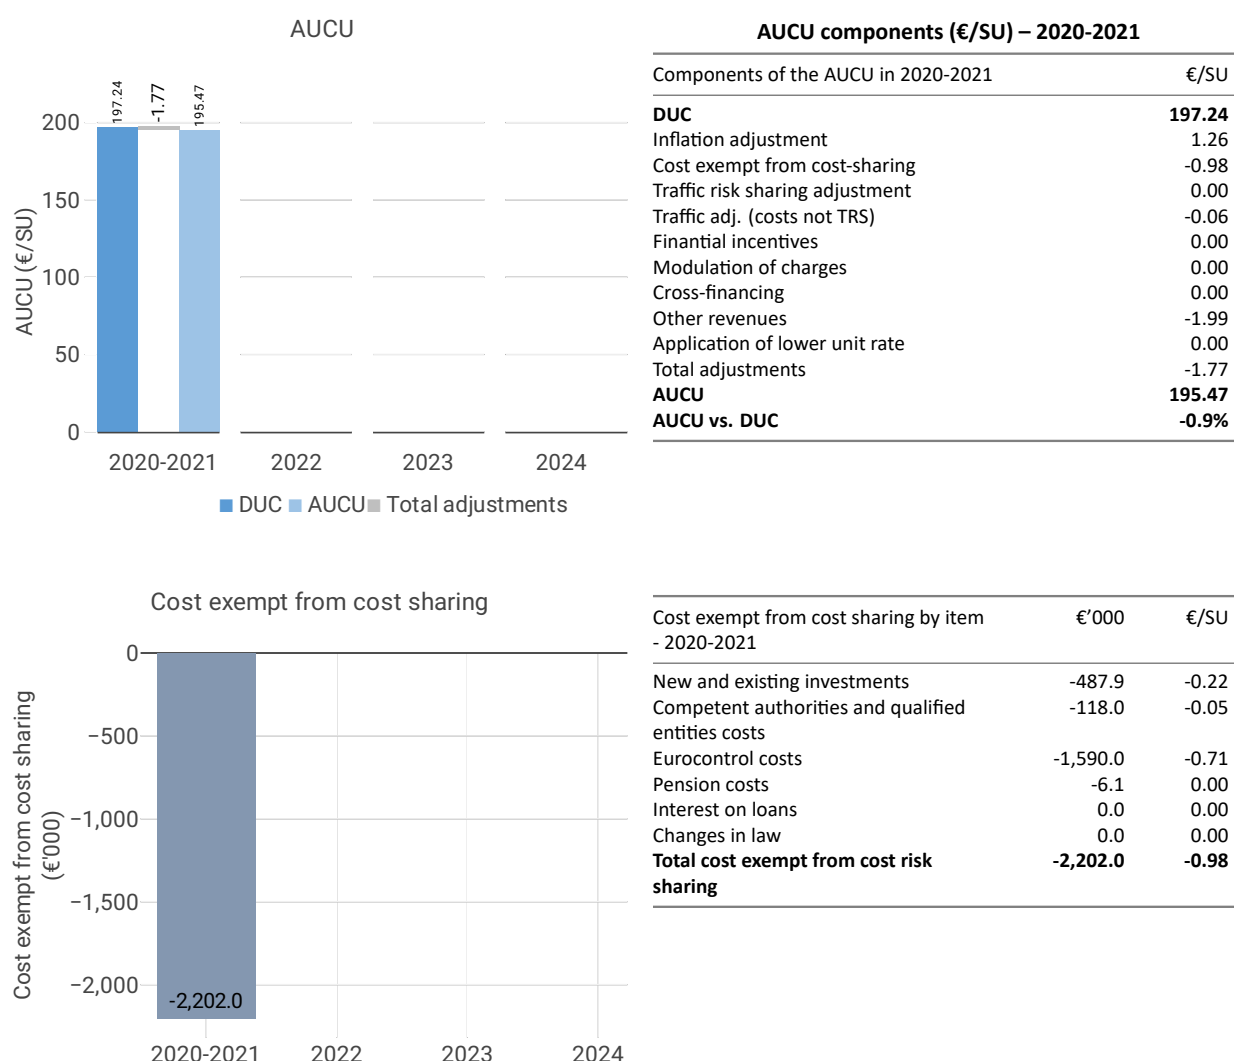 AUCU
197.24
-1.77
195.47
200
150
100
50
0
AUCU (€/SU)
2020-2021
2022
2023
2024
DUC
AUCU
Total adjustments
AUCU components (€/SU) – 2020-2021
Components of the AUCU in 2020-2021 €/SU
DUC 197.24
Inflation adjustment 1.26
Cost exempt from cost-sharing -0.98
Traffic risk sharing adjustment 0.00
Traffic adj. (costs not TRS) -0.06
Finantial incentives 0.00
Modulation of charges 0.00
Cross-financing 0.00
Other revenues -1.99
Application of lower unit rate 0.00
Total adjustments -1.77
AUCU 195.47
AUCU vs. DUC -0.9%
Cost exempt from cost sharing
0
−500
−1,000
−1,500
−2,000
Cost exempt from cost sharing
(€'000)
-2,202.0
2020-2021
2022
2023
2024
Cost exempt from cost sharing by item €’000 €/SU
- 2020-2021
New and existing investments -487.9 -0.22
Competent authorities and qualified -118.0 -0.05
entities costs
Eurocontrol costs -1,590.0 -0.71
Pension costs -6.1 0.00
Interest on loans 0.0 0.00
Changes in law 0.0 0.00
Total cost exempt from cost risk -2,202.0 -0.98
sharing